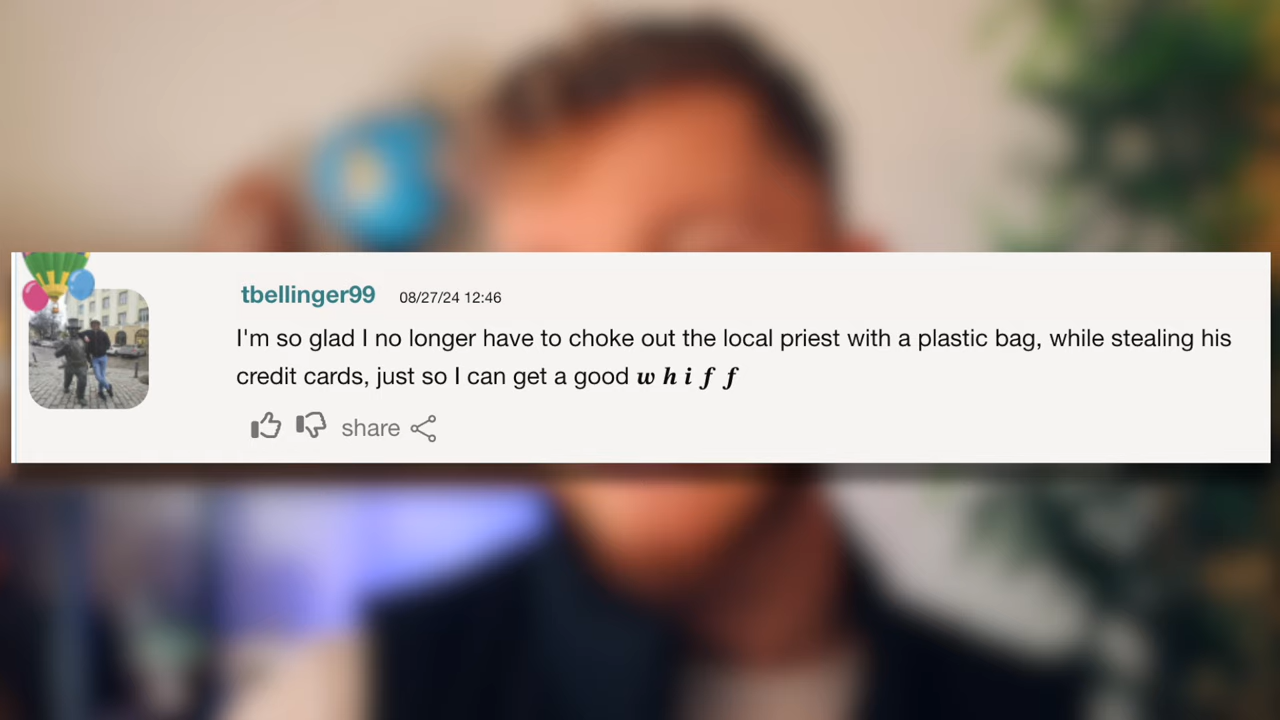 tbellinger99 08/27/24 12:46
I'm so glad I no longer have to choke out the local priest with a plastic bag, while stealing his
credit cards, just so I can get a good w h i f f
share